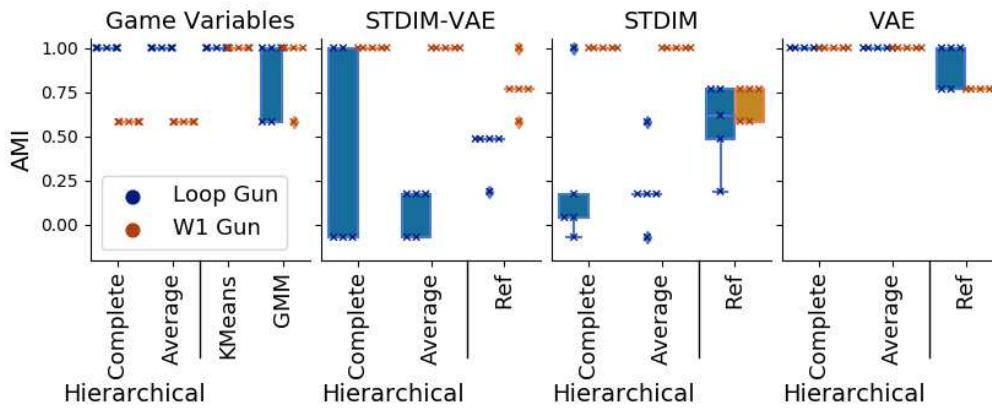 Game Variables
STDIM-VAE
STDIM
VAE
AMI
1.00
0.75
0.50
0.25
0.00
Loop Gun
W1 Gun
Complete
Average
KMeans
GMM
Complete
Average
Ref
Complete
Average
Ref
Complete
Average
Ref
Hierarchical
Hierarchical
Hierarchical
Hierarchical